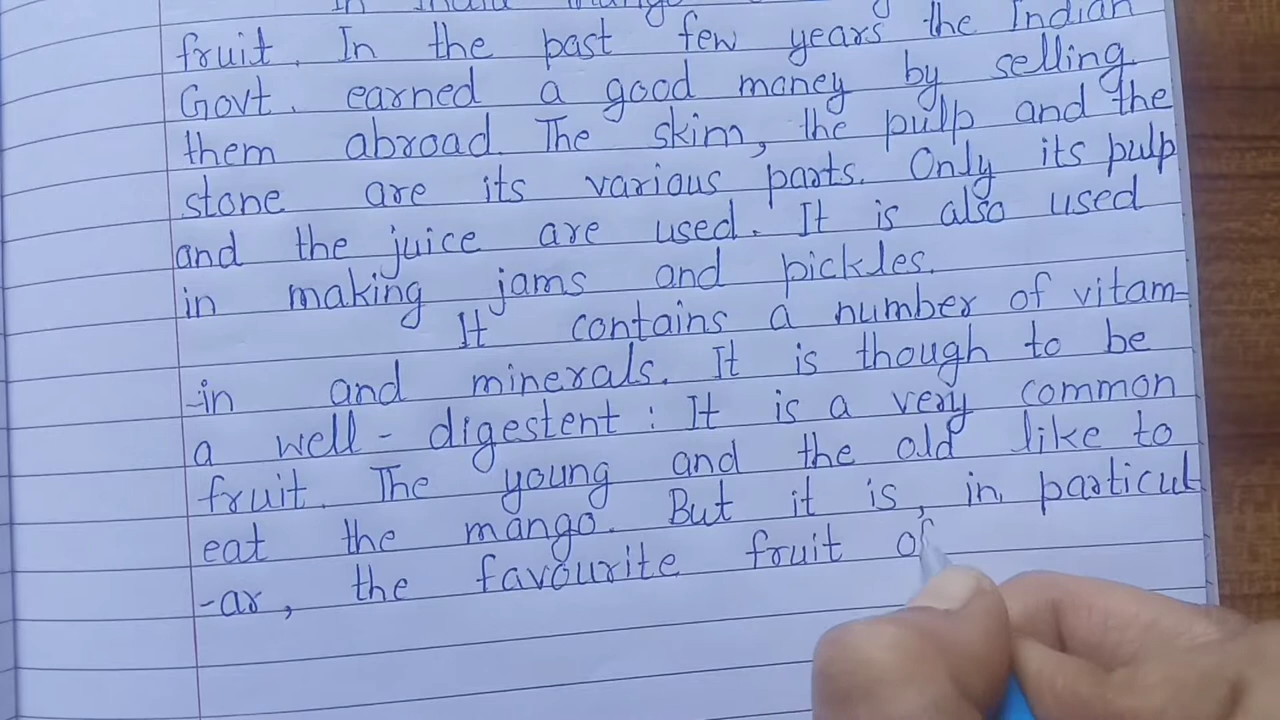 In India mango
fruit. In the past few years the Indian
Govt. earned a good money by selling
them abroad. The skim, the pulp and the
stone are its various parts. Only its pulp
and the juice are used. It is also used
in making jams and pickles.
It contains a number of vitam-
-in and minerals. It is though to be
a well - digestent : It is a very common
fruit. The young and the old like to
eat the mango. But it is, in particul
-ar, the favourite fruit of